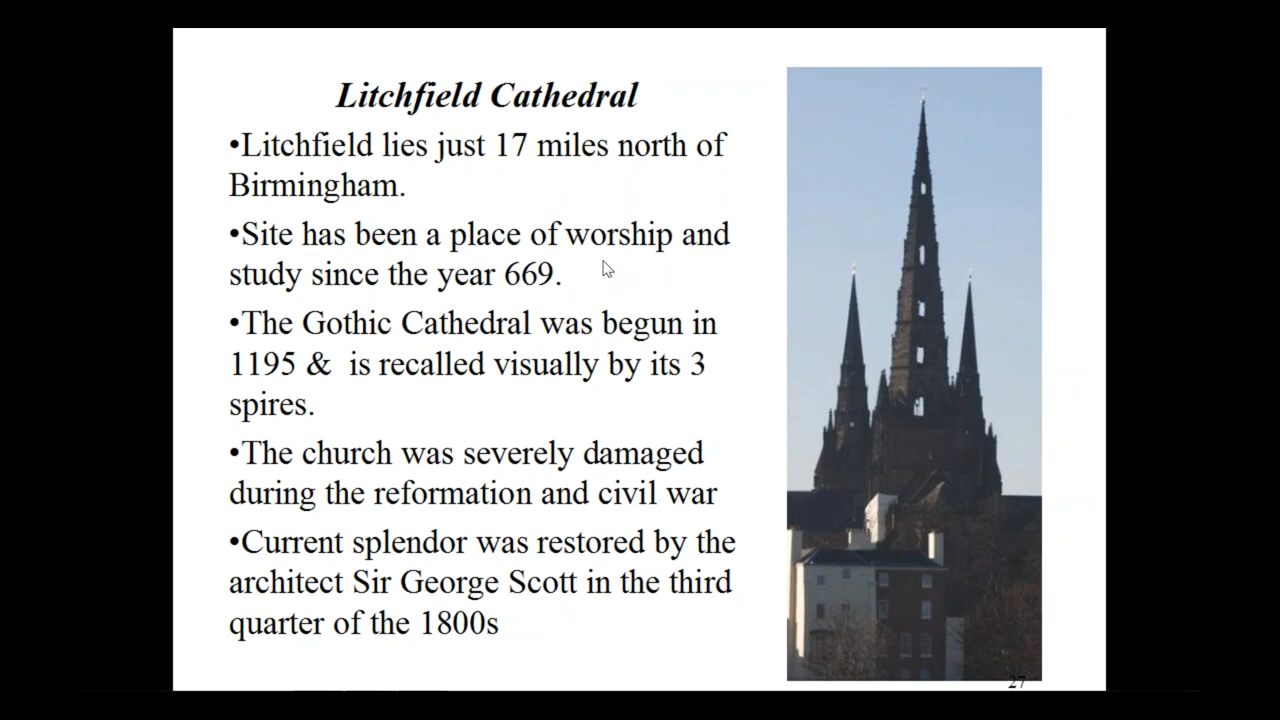 Litchfield Cathedral
•Litchfield lies just 17 miles north of
Birmingham.
•Site has been a place of worship and
study since the year 669.
•The Gothic Cathedral was begun in
1195 &  is recalled visually by its 3
spires.
•The church was severely damaged
during the reformation and civil war
•Current splendor was restored by the
architect Sir George Scott in the third
quarter of the 1800s
27